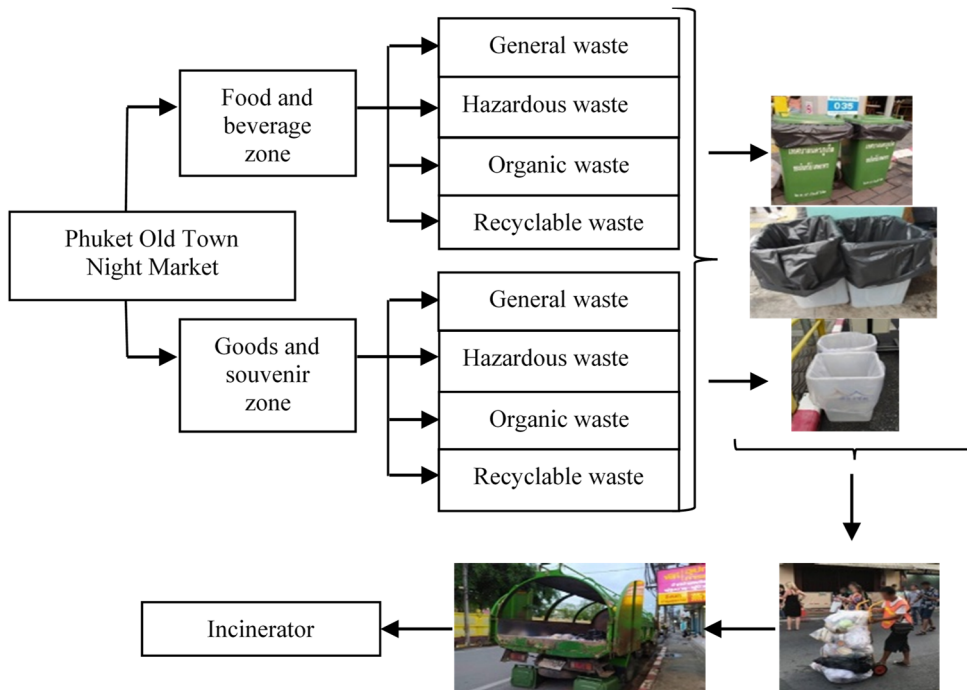 General waste
Food and
beverage
zone
Hazardous waste
Organic waste
Recyclable waste
035
Phuket Old Town
Night Market
General waste
Goods and
souvenir
zone
Hazardous waste
Organic waste
Recyclable waste
Incinerator